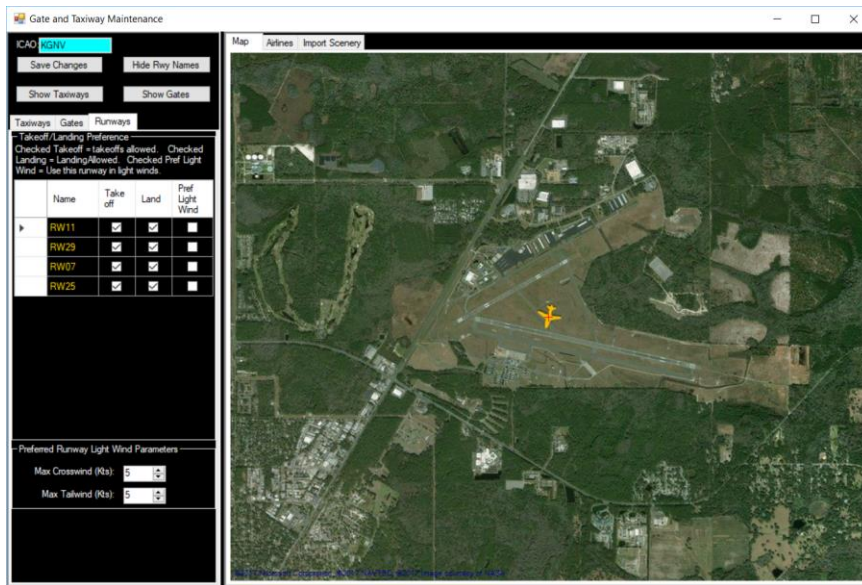 Gate and Taxiway Maintenance
ICAO: KGNV
Save Changes Hide Rwy Names
Show Taxiways Show Gates
Taxiways Gates Runways
Takeoff/Landing Preference
Checked Takeoff = takeoffs allowed. Checked
Landing = LandingAllowed. Checked Pref Light
Wind = Use this runway in light winds.
Name Take off Land Pref Light Wind
RW11
RW29
RW07
RW25
Preferred Runway Light Wind Parameters
Max Crosswind (Kts): 5
Max Tailwind (Kts): 5
Map Airlines Import Scenery